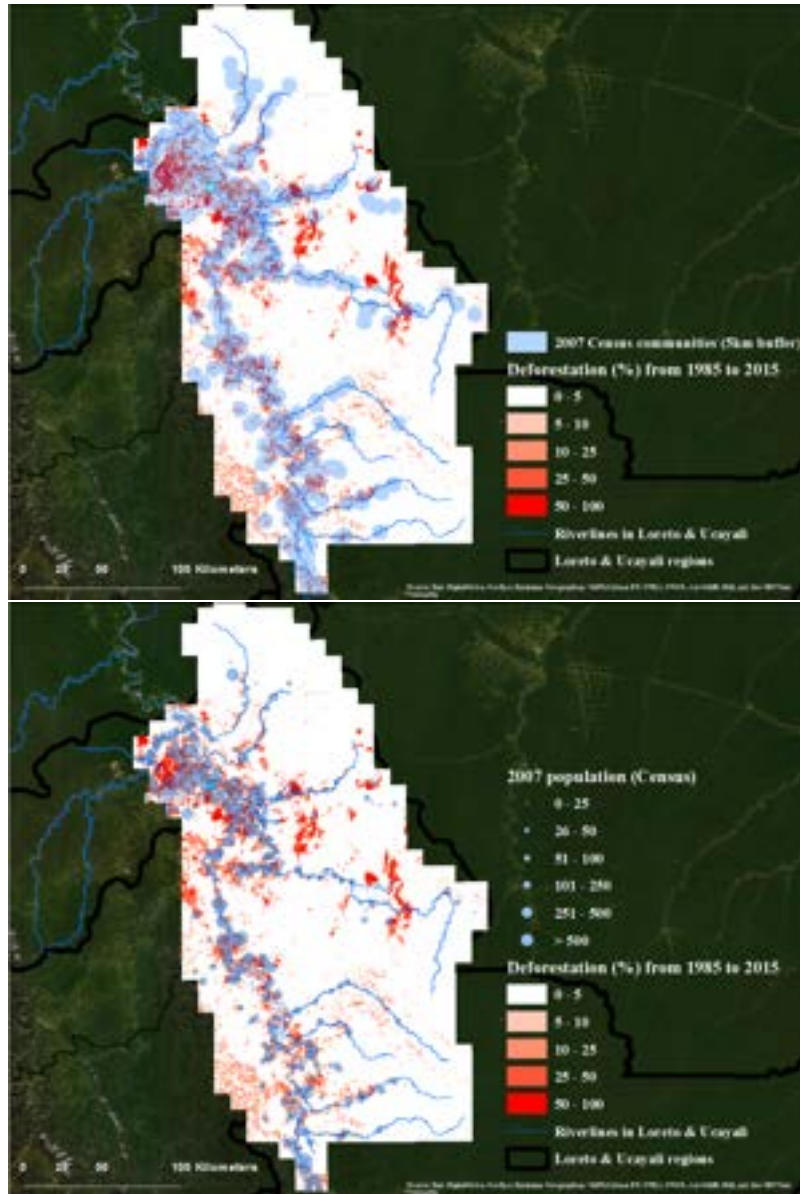 2007 Census communities (5km buffer)
Deforestation (%) from 1985 to 2015
0 - 5
5 - 10
10 - 25
25 - 50
50 - 100
Riverlines in Loreto & Ucayali
Loreto & Ucayali regions
0 25 50 100 Kilometers
2007 population (Census)
0 - 25
26 - 50
51 - 100
101 - 250
251 - 500
> 500
Deforestation (%) from 1985 to 2015
0 - 5
5 - 10
10 - 25
25 - 50
50 - 100
Riverlines in Loreto & Ucayali
Loreto & Ucayali regions
0 25 50 100 Kilometers